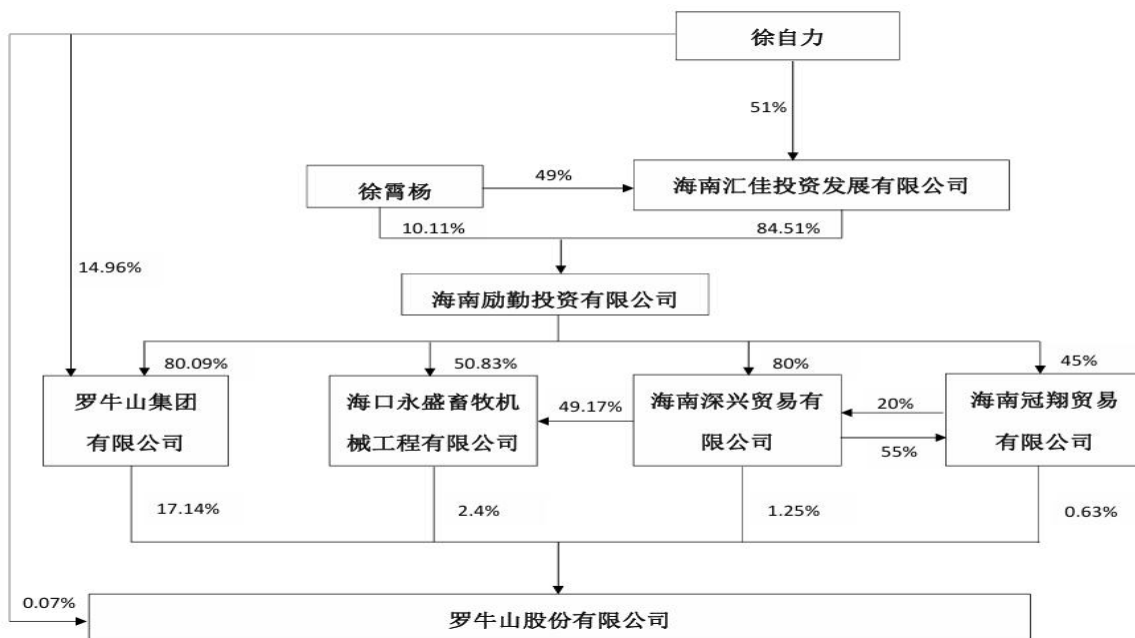 徐自力
51%
徐霄杨
49%
海南汇佳投资发展有限公司
10.11%
84.51%
14.96%
海南励勤投资有限公司
80.09%
50.83%
80%
45%
罗牛山集团
有限公司
海口永盛畜牧机
械工程有限公司
49.17%
海南深兴贸易有
限公司
20%
55%
海南冠翔贸易
有限公司
17.14%
2.4%
1.25%
0.63%
0.07%
罗牛山股份有限公司